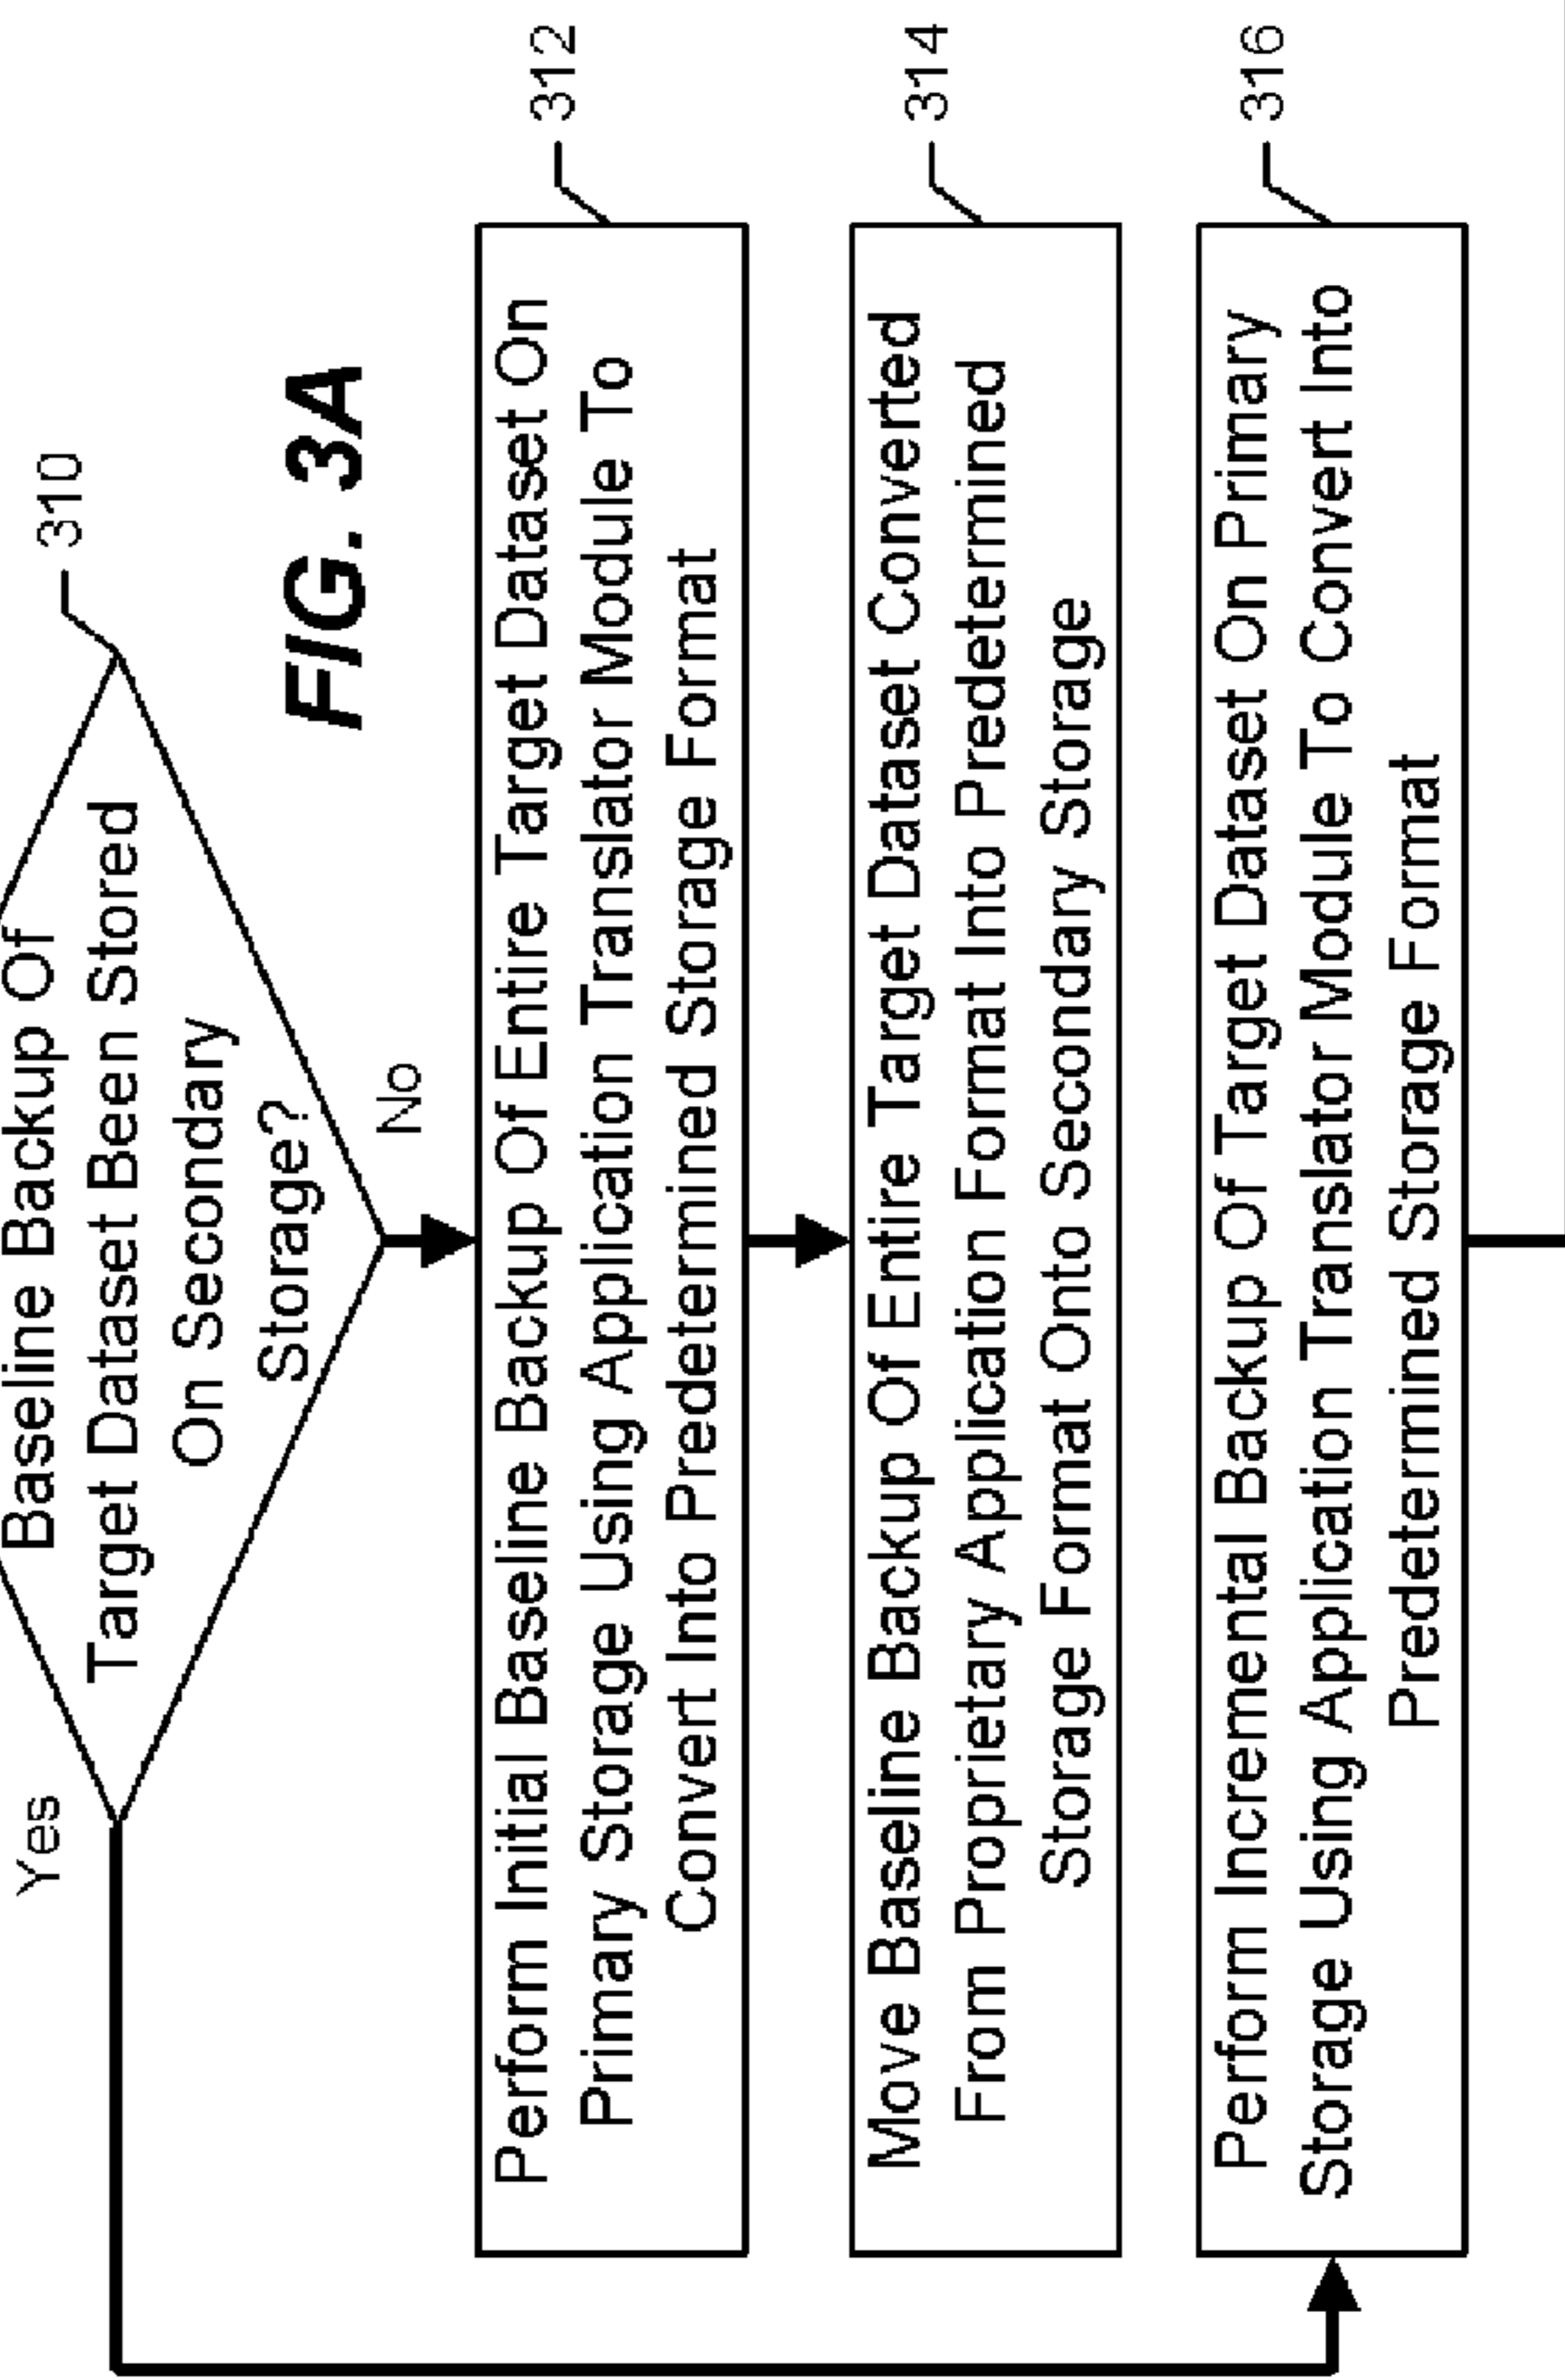 Baseline Backup Of
Target Dataset Been Stored
On Secondary
Storage?
310
Yes
No
FIG. 3A
Perform Initial Baseline Backup Of Entire Target Dataset On
Primary Storage Using Application Translator Module To
Convert Into Predetermined Storage Format
312
Move Baseline Backup Of Entire Target Dataset Converted
From Proprietary Application Format Into Predetermined
Storage Format Onto Secondary Storage
314
Perform Incremental Backup Of Target Dataset On Primary
Storage Using Application Translator Module To Convert Into
Predetermined Storage Format
316